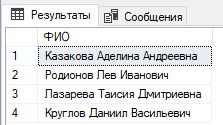 Результаты Сообщения
ФИО
1 Казакова Аделина Андреевна
2 Родионов Лев Иванович
3 Лазарева Таисия Дмитриевна
4 Круглов Даниил Васильевич